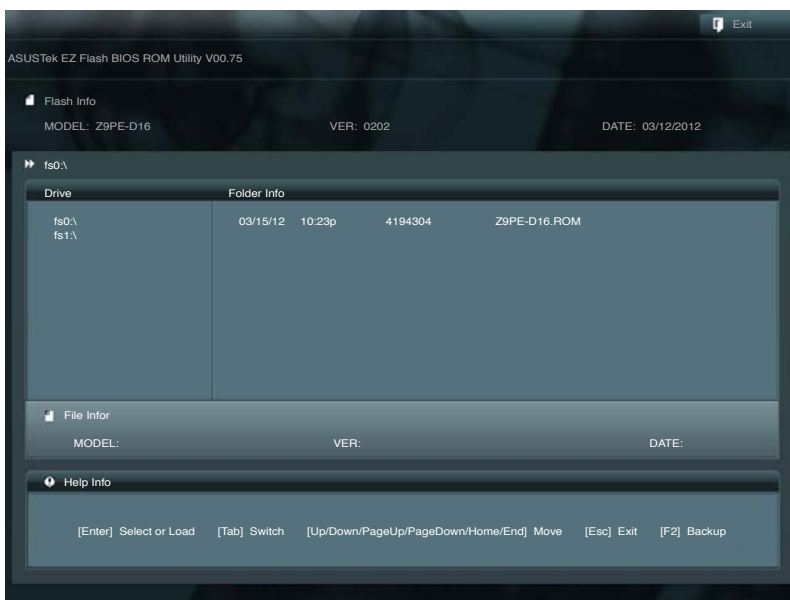 Exit
ASUSTek EZ Flash BIOS ROM Utility V00.75
Flash Info
MODEL: Z9PE-D16 VER: 0202 DATE: 03/12/2012
fs0:\
Drive Folder Info
fs0:\ 03/15/12 10:23p 4194304 Z9PE-D16.ROM
fs1:\
File Infor
MODEL: VER: DATE:
Help Info
[Enter] Select or Load [Tab] Switch [Up/Down/PageUp/PageDown/Home/End] Move [Esc] Exit [F2] Backup